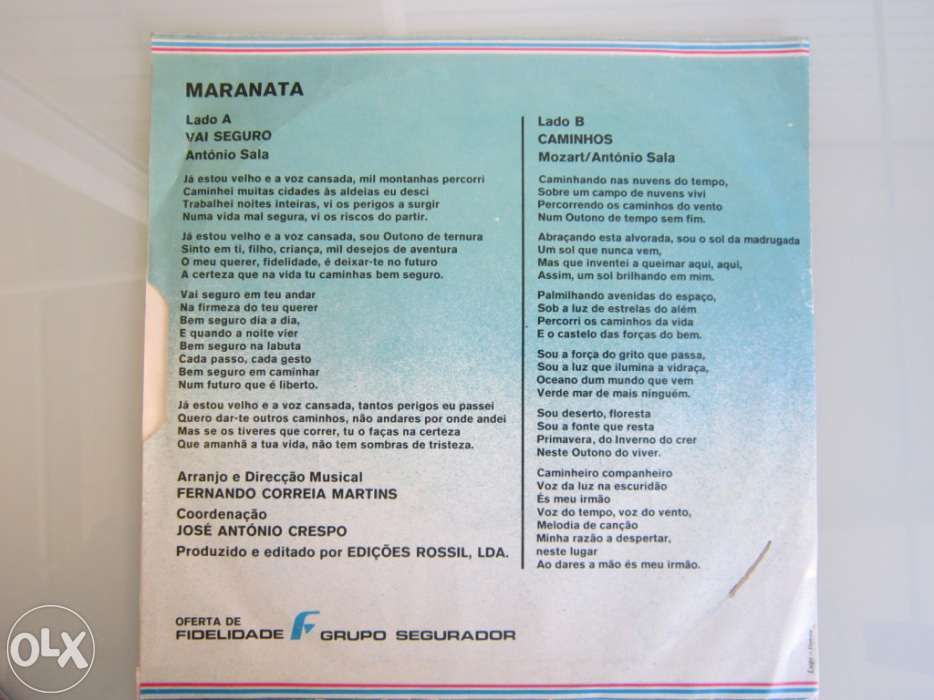 MARANATA
Lado A
VAI SEGURO
António Sala
Já estou velho e a voz cansada, mil montanhas percorri
Caminhei muitas cidades às aldeias eu desci
Trabalhei noites inteiras, vi os perigos a surgir
Numa vida mal segura, vi os riscos do partir.
Já estou velho e a voz cansada, sou Outono de ternura
Sinto em ti, filho, criança, mil desejos de aventura
O meu querer, fidelidade, é deixar-te no futuro
A certeza que na vida tu caminhas bem seguro.
Vai seguro em teu andar
Na firmeza do teu querer
Bem seguro dia a dia,
E quando a noite vier
Bem seguro na labuta
Cada passo, cada gesto
Bem seguro em caminhar
Num futuro que é liberto.
Já estou velho e a voz cansada, tantos perigos eu passei
Quero dar-te outros caminhos, não andares por onde andei
Mas se os tiveres que correr, tu o faças na certeza
Que amanhã a tua vida, não tem sombras de tristeza.
Arranjo e Direcção Musical
FERNANDO CORREIA MARTINS
Coordenação
JOSÉ ANTÓNIO CRESPO
Produzido e editado por EDIÇÕES ROSSIL, LDA.
Lado B
CAMINHOS
Mozart/António Sala
Caminhando nas nuvens do tempo,
Sobre um campo de nuvens vivi
Percorrendo os caminhos do vento
Num Outono de tempo sem fim.
Abraçando esta alvorada, sou o sol da madrugada
Um sol que nunca vem,
Mas que inventei a queimar aqui, aqui,
Assim, um sol brilhando em mim.
Palmilhando avenidas do espaço,
Sob a luz de estrelas do além
Percorri os caminhos da vida
E o castelo das forças do bem.
Sou a força do grito que passa,
Sou a luz que ilumina a vidraça,
Oceano dum mundo que vem
Verde mar de mais ninguém.
Sou deserto, floresta
Sou a fonte que resta
Primavera, do Inverno do crer
Neste Outono do viver.
Caminheiro companheiro
Voz da luz na escuridão
És meu irmão
Voz do tempo, voz do vento,
Melodia de canção
Minha razão a despertar,
neste lugar
Ao dares a mão és meu irmão.
OFERTA DE
FIDELIDADE GRUPO SEGURADOR
OLX